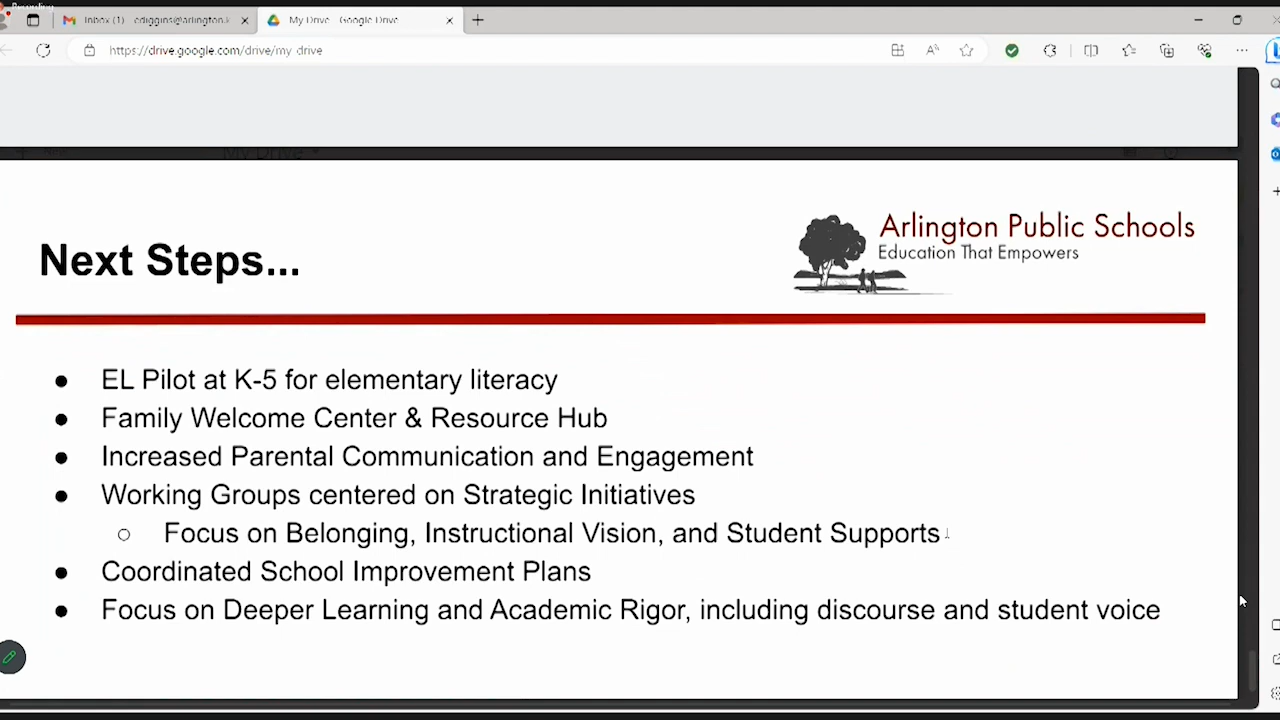 Recording
Inbox (1) - cdiggins@arlington.k
My Drive - Google Drive
https://drive.google.com/drive/my-drive
Next Steps...
Arlington Public Schools
Education That Empowers
● EL Pilot at K-5 for elementary literacy
● Family Welcome Center & Resource Hub
● Increased Parental Communication and Engagement
● Working Groups centered on Strategic Initiatives
○ Focus on Belonging, Instructional Vision, and Student Supports
● Coordinated School Improvement Plans
● Focus on Deeper Learning and Academic Rigor, including discourse and student voice